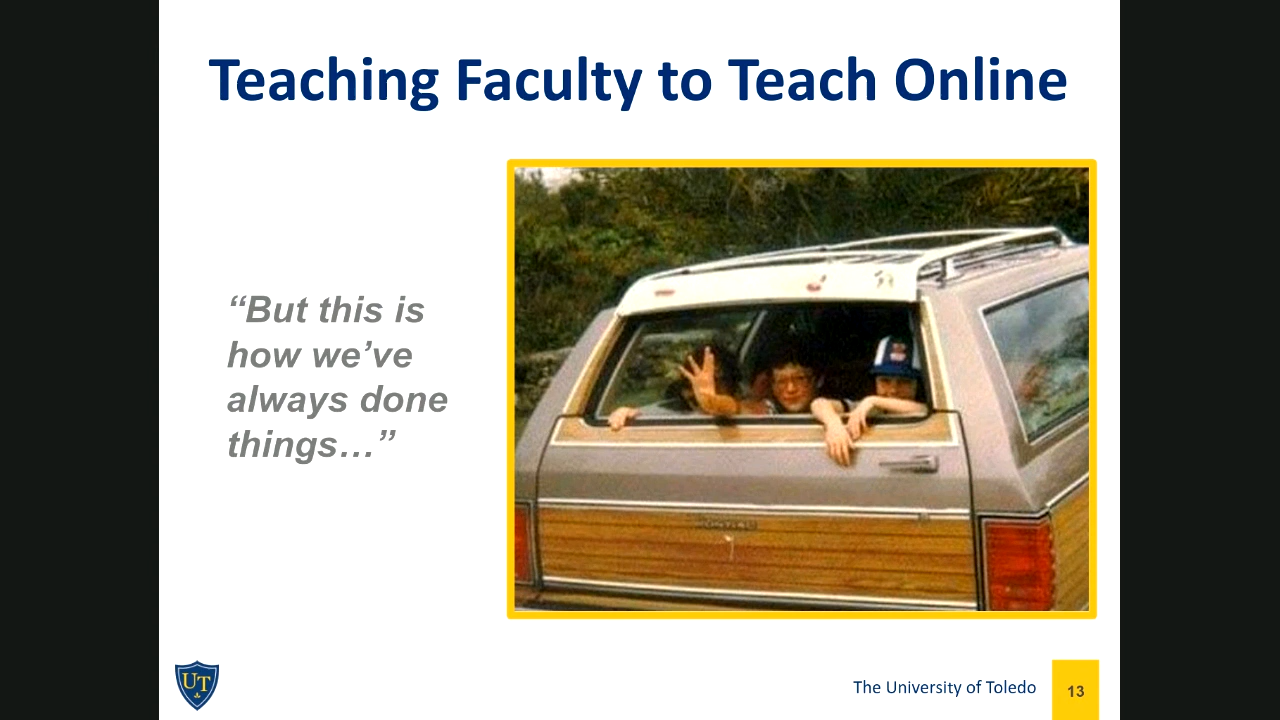 Teaching Faculty to Teach Online
“But this is
how we’ve
always done
things…”
PONTIAC
UT
The University of Toledo
13